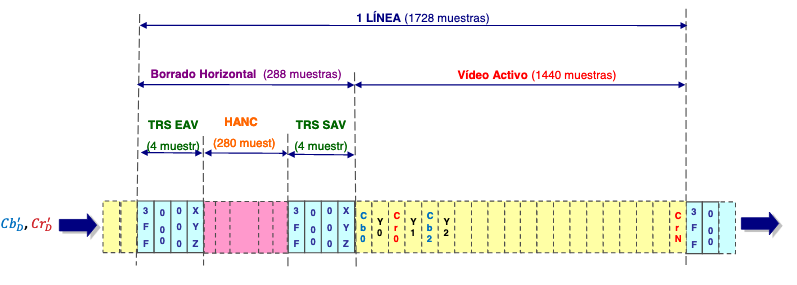 1 LÍNEA (1728 muestras)
Borrado Horizontal (288 muestras)
Vídeo Activo (1440 muestras)
TRS EAV
(4 muestr)
HANC
(280 muest)
TRS SAV
(4 muestr)
Cb'D, Cr'D
3FF
000
000
XYZ
3FF
000
000
XYZ
Cb0
Y0
Cr0
Y1
Cb2
Y2
CrN
3FF
000